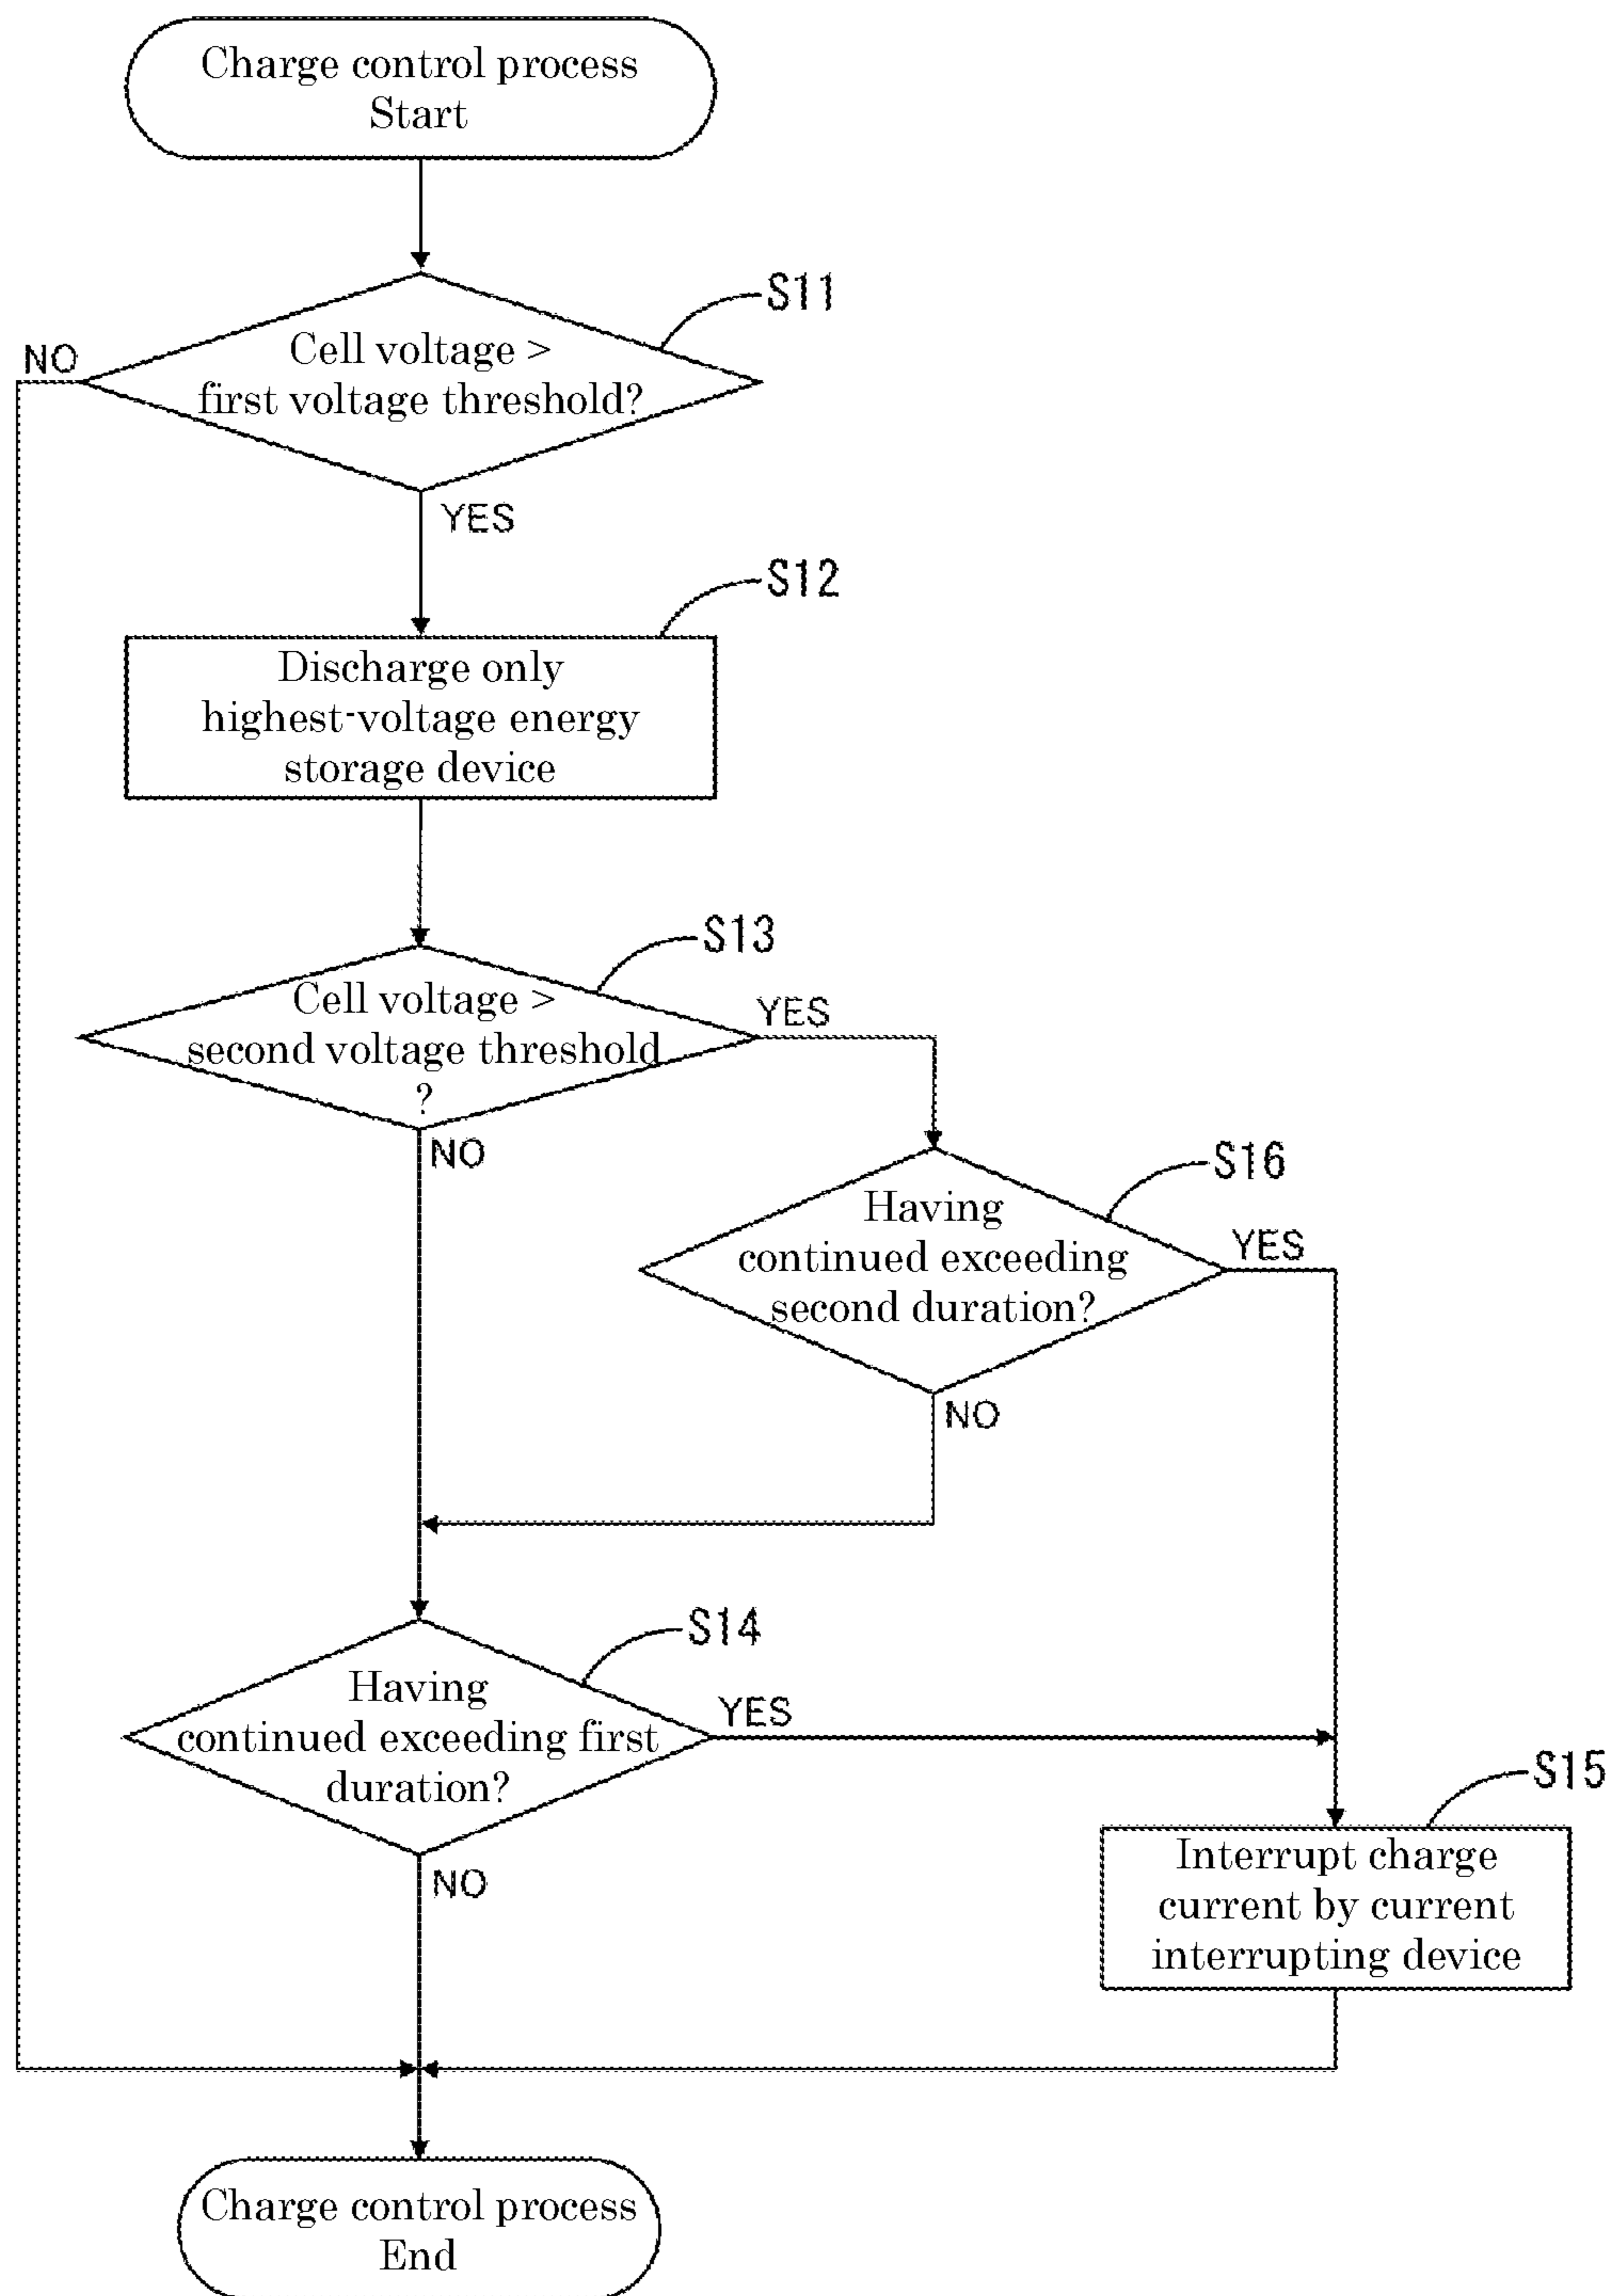 Charge control process
Start
S11
NO
Cell voltage >
first voltage threshold?
YES
S12
Discharge only
highest-voltage energy
storage device
S13
Cell voltage >
second voltage threshold
?
YES
NO
S16
Having
continued exceeding
second duration?
YES
NO
S14
Having
continued exceeding first
duration?
YES
NO
S15
Interrupt charge
current by current
interrupting device
Charge control process
End